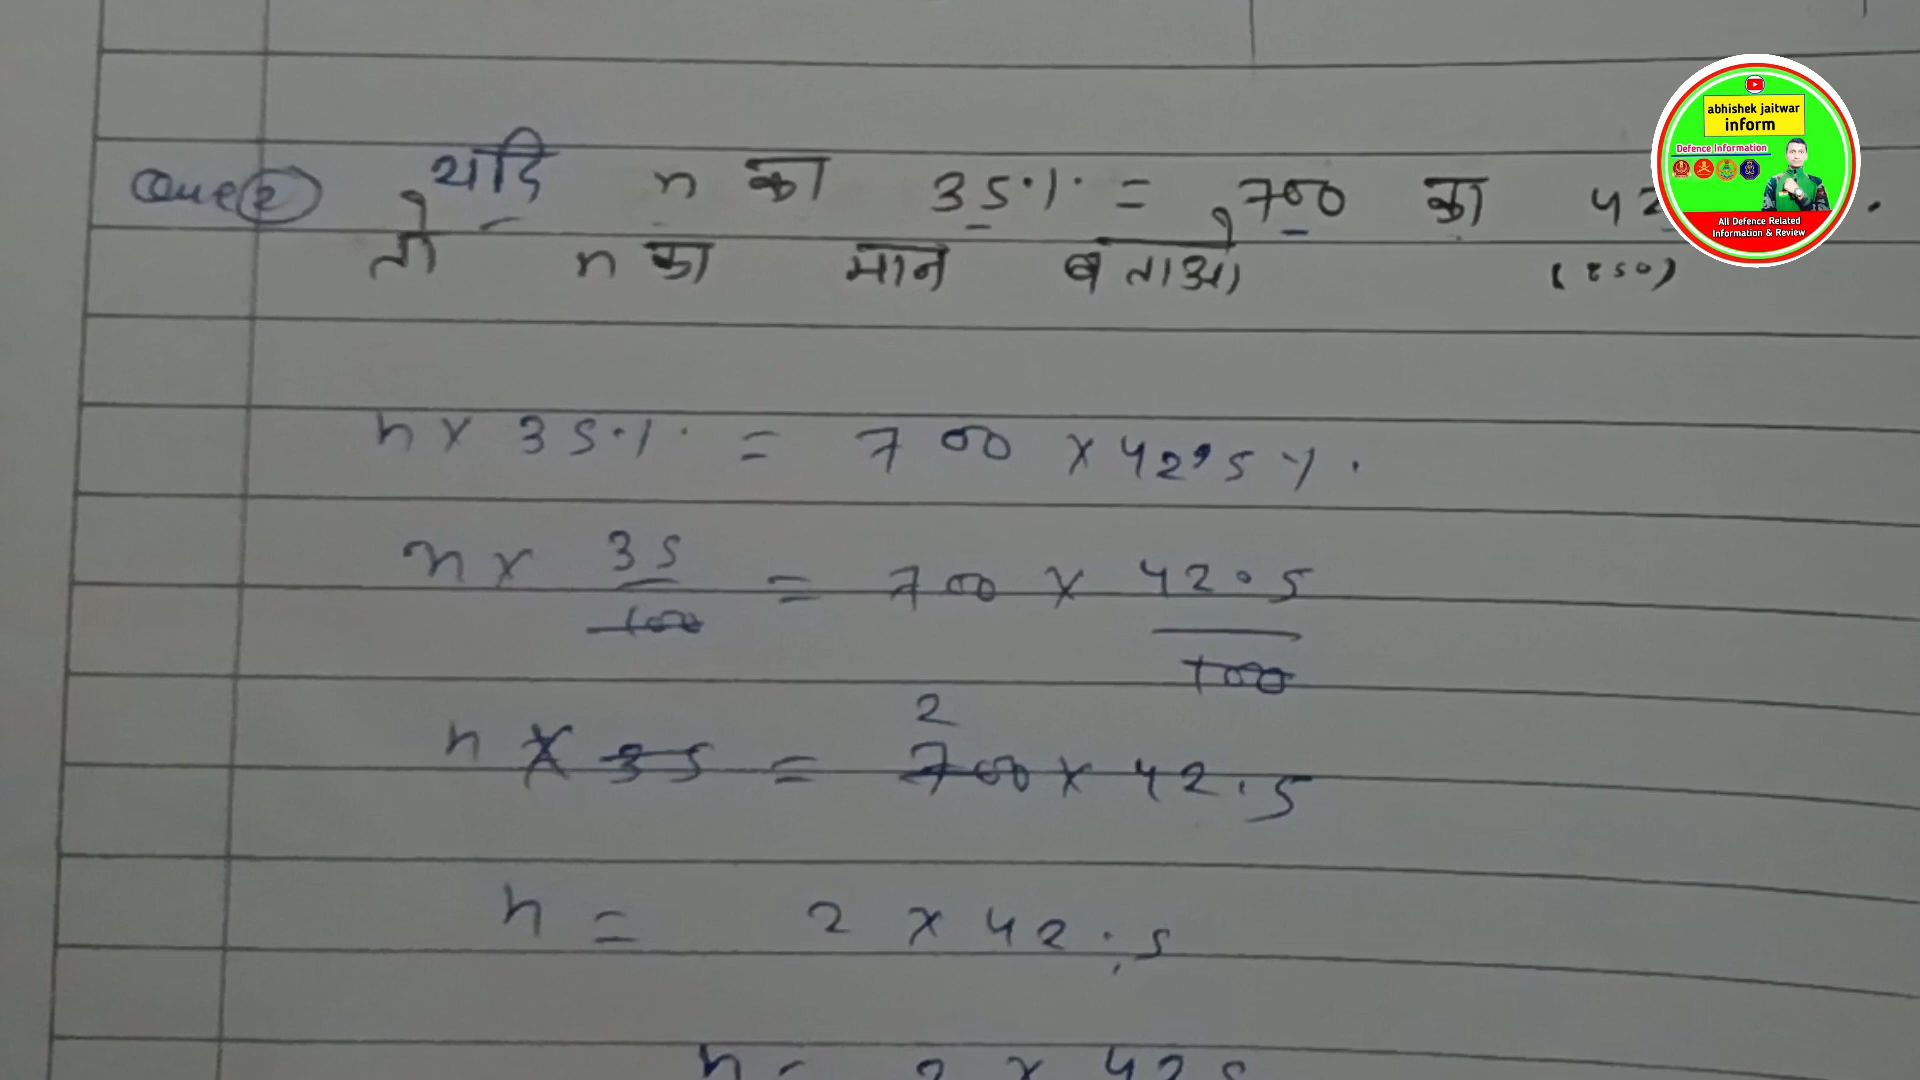 Que ② यदि n का 35% = 700 का 42
तो n का मान बताओ (850)
n x 35% = 700 x 42.5%.
n x 35/100 = 700 x 42.5/100
2
n x 35 = 700 x 42.5
n = 2 x 42.5
abhishek jaitwar
inform
Defence Information
All Defence Related
Information & Review